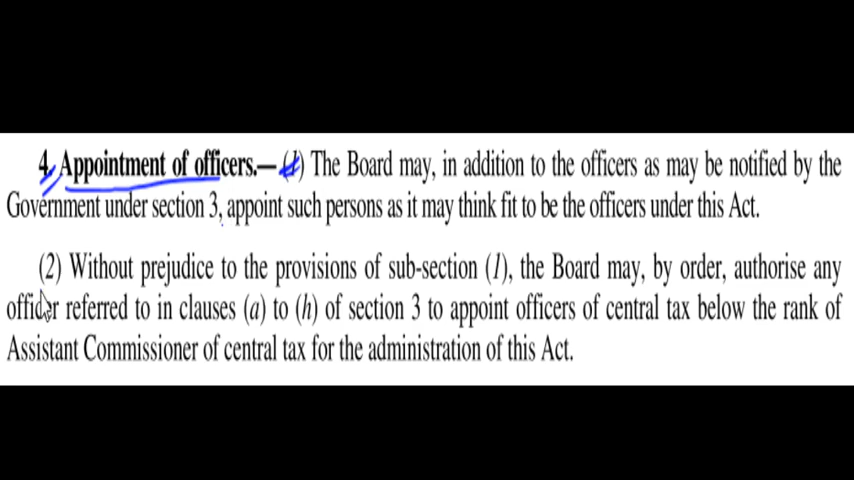 4. Appointment of officers.—(1) The Board may, in addition to the officers as may be notified by the
Government under section 3, appoint such persons as it may think fit to be the officers under this Act.
(2) Without prejudice to the provisions of sub-section (1), the Board may, by order, authorise any
officer referred to in clauses (a) to (h) of section 3 to appoint officers of central tax below the rank of
Assistant Commissioner of central tax for the administration of this Act.